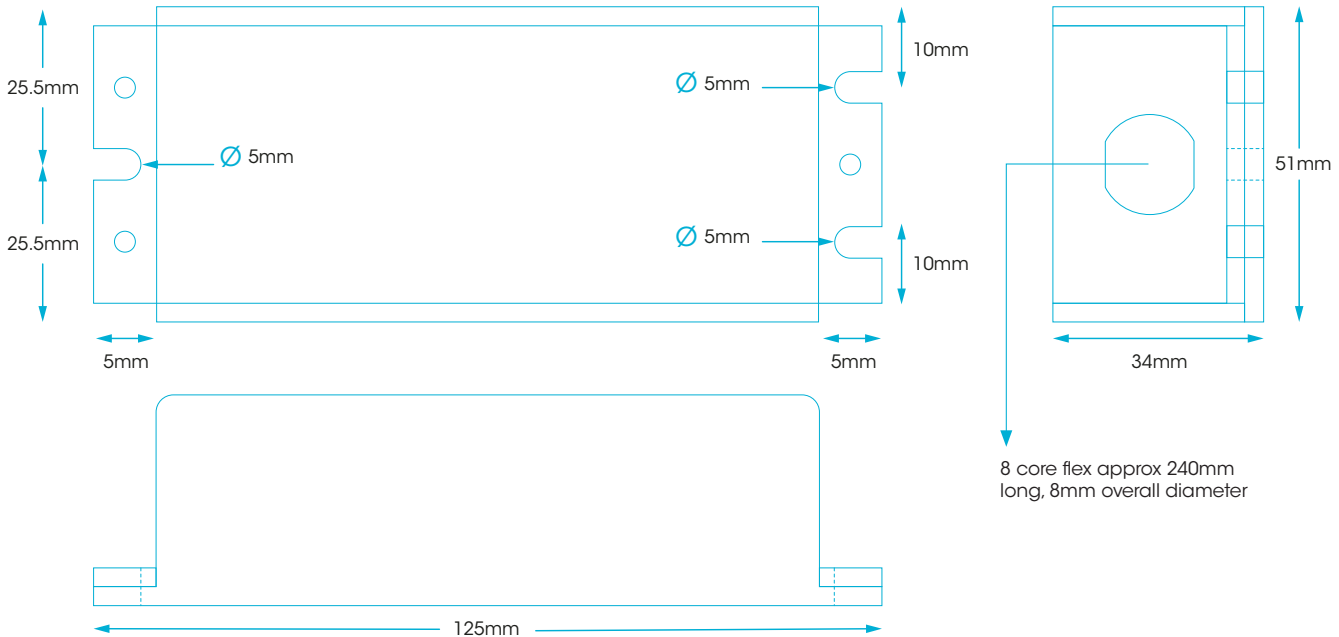 10mm
25.5mm
Ø 5mm
Ø 5mm
51mm
25.5mm
Ø 5mm
10mm
5mm
5mm
34mm
8 core flex approx 240mm
long, 8mm overall diameter
125mm